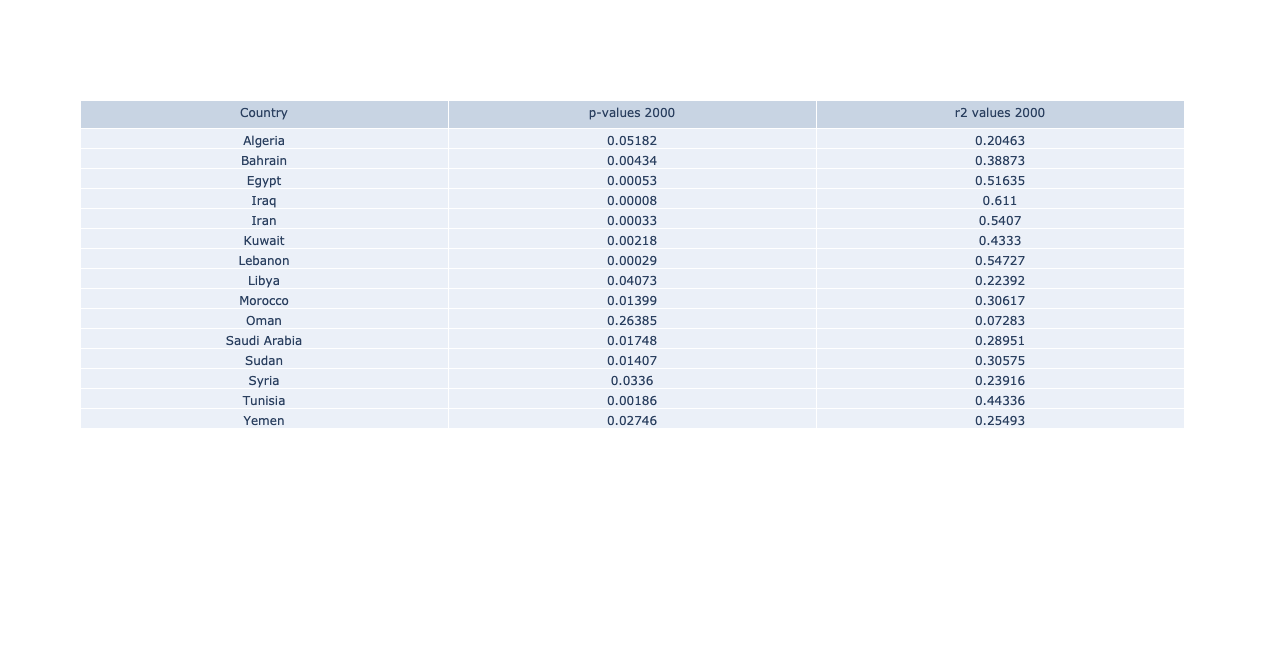 Country p-values 2000 r2 values 2000
Algeria 0.05182 0.20463
Bahrain 0.00434 0.38873
Egypt 0.00053 0.51635
Iraq 0.00008 0.611
Iran 0.00033 0.5407
Kuwait 0.00218 0.4333
Lebanon 0.00029 0.54727
Libya 0.04073 0.22392
Morocco 0.01399 0.30617
Oman 0.26385 0.07283
Saudi Arabia 0.01748 0.28951
Sudan 0.01407 0.30575
Syria 0.0336 0.23916
Tunisia 0.00186 0.44336
Yemen 0.02746 0.25493